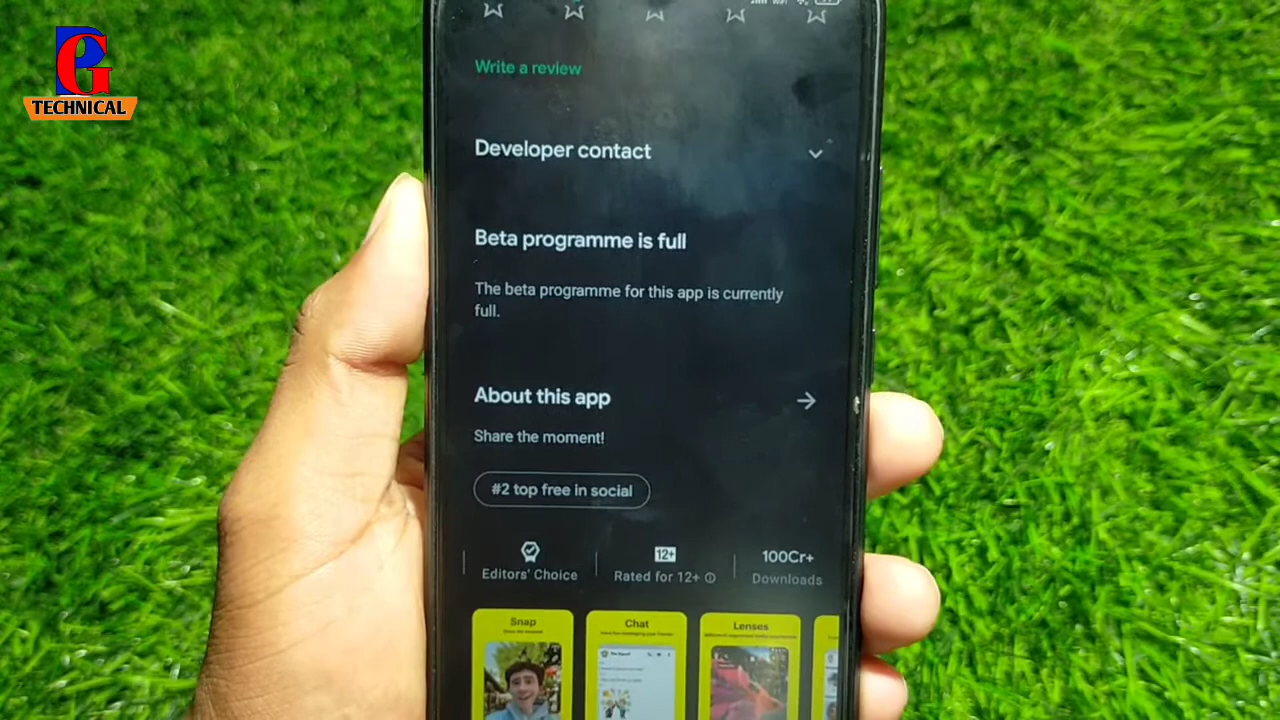 PG
TECHNICAL
Write a review
Developer contact
Beta programme is full
The beta programme for this app is currently
full.
About this app
Share the moment!
#2 top free in social
Editors' Choice
12+
Rated for 12+
100Cr+
Downloads
Snap
Chat
Lenses